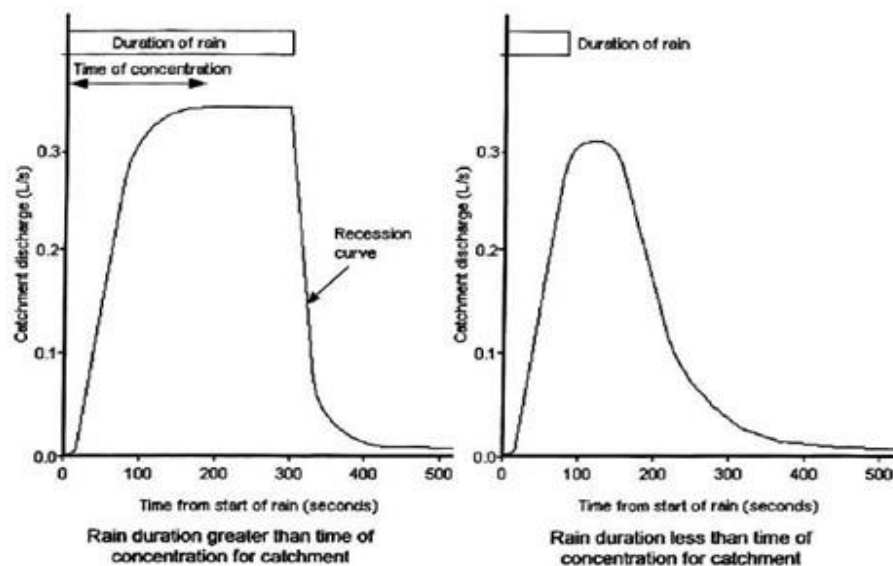 Duration of rain
Time of concentration
0.3
0.2
0.1
0.0
Catchment discharge (L/s)
Recession
curve
0 100 200 300 400 500
Time from start of rain (seconds)
Rain duration greater than time of
concentration for catchment
Duration of rain
0.3
0.2
0.1
0.0
Catchment discharge (L/s)
0 100 200 300 400 500
Time from start of rain (seconds)
Rain duration less than time of
concentration for catchment